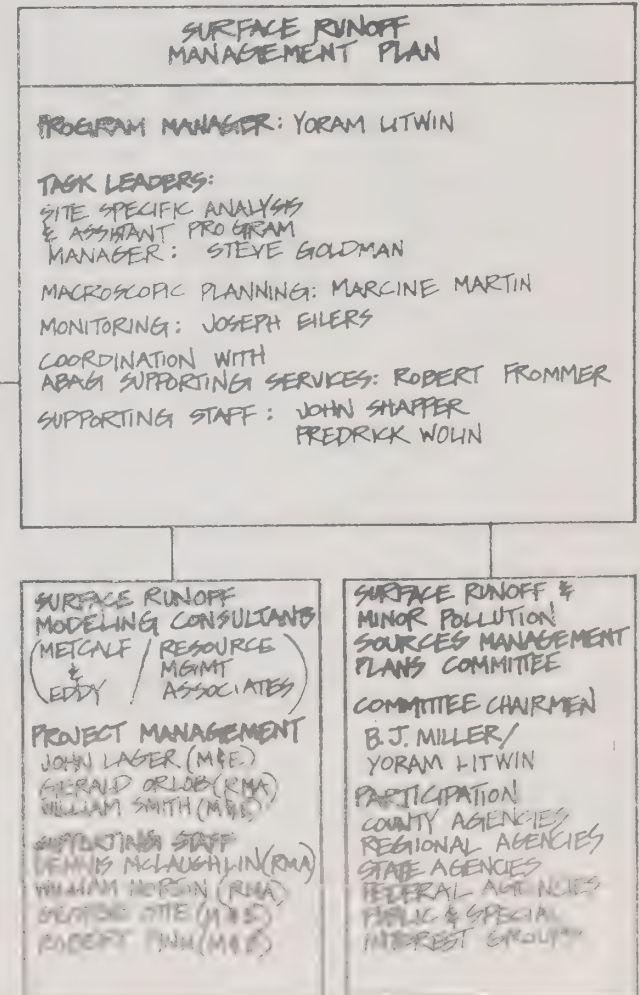 SURFACE RUNOFF
MANAGEMENT PLAN
PROGRAM MANAGER: YORAM LITWIN
TASK LEADERS:
SITE SPECIFIC ANALYSIS
& ASSISTANT PROGRAM
MANAGER: STEVE GOLDMAN
MACROSCOPIC PLANNING: MARCINE MARTIN
MONITORING: JOSEPH EILERS
COORDINATION WITH
ABAG SUPPORTING SERVICES: ROBERT FROMMER
SUPPORTING STAFF: JOHN SHAFFER
FREDRICK WOLIN
SURFACE RUNOFF
MODELING CONSULTANTS
(METCALF / RESOURCE
& MGMT
EDDY ASSOCIATES)
PROJECT MANAGEMENT
JOHN LAGER (M&E)
GERALD ORLOB (RMA)
WILLIAM SMITH (M&E)
SUPPORTING STAFF
DENNIS MCLAUGHLIN (RMA)
WILLIAM NORTON (RMA)
GEORGE OTTE (M&E)
ROBERT (M&E)
SURFACE RUNOFF &
MINOR POLLUTION
SOURCES MANAGEMENT
PLANS COMMITTEE
COMMITTEE CHAIRMEN
B.J. MILLER/
YORAM LITWIN
PARTICIPATION
COUNTY AGENCIES
REGIONAL AGENCIES
STATE AGENCIES
FEDERAL AGENCIES
PUBLIC & SPECIAL
INTEREST GROUPS